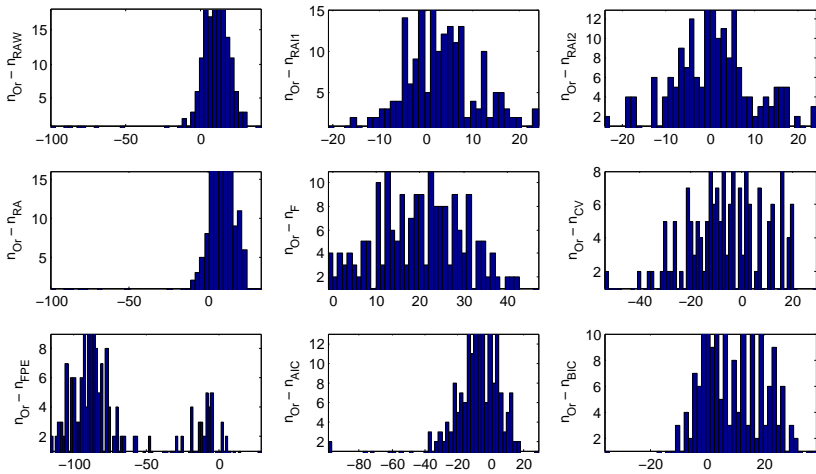 n_Or − n_RAW
15
10
5
−100 −50 0
n_Or − n_RAI1
15
10
5
−20 −10 0 10 20
n_Or − n_RAI2
12
10
8
6
4
2
−20 −10 0 10 20
n_Or − n_RA
15
10
5
−100 −50 0
n_Or − n_F
10
8
6
4
2
0 10 20 30 40
n_Or − n_CV
8
6
4
2
−40 −20 0 20
n_Or − n_FPE
8
6
4
2
−100 −50 0
n_Or − n_AIC
12
10
8
6
4
2
−80 −60 −40 −20 0 20
n_Or − n_BIC
10
8
6
4
2
−20 0 20